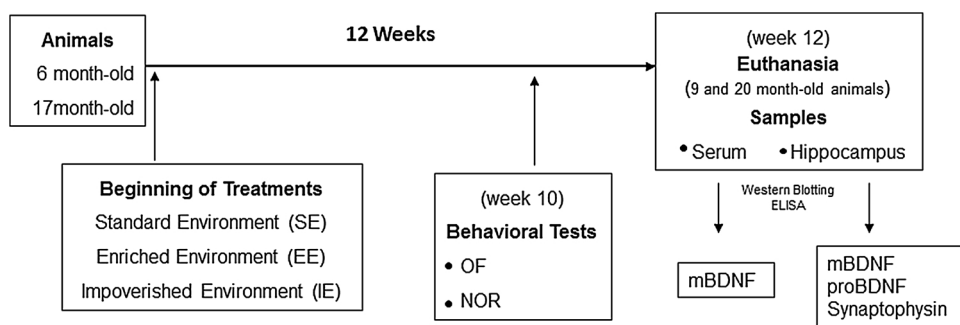 Animals
6 month-old
17month-old
12 Weeks
(week 12)
Euthanasia
(9 and 20 month-old animals)
Samples
• Serum • Hippocampus
Beginning of Treatments
Standard Environment (SE)
Enriched Environment (EE)
Impoverished Environment (IE)
(week 10)
Behavioral Tests
• OF
• NOR
Western Blotting
ELISA
mBDNF
mBDNF
proBDNF
Synaptophysin